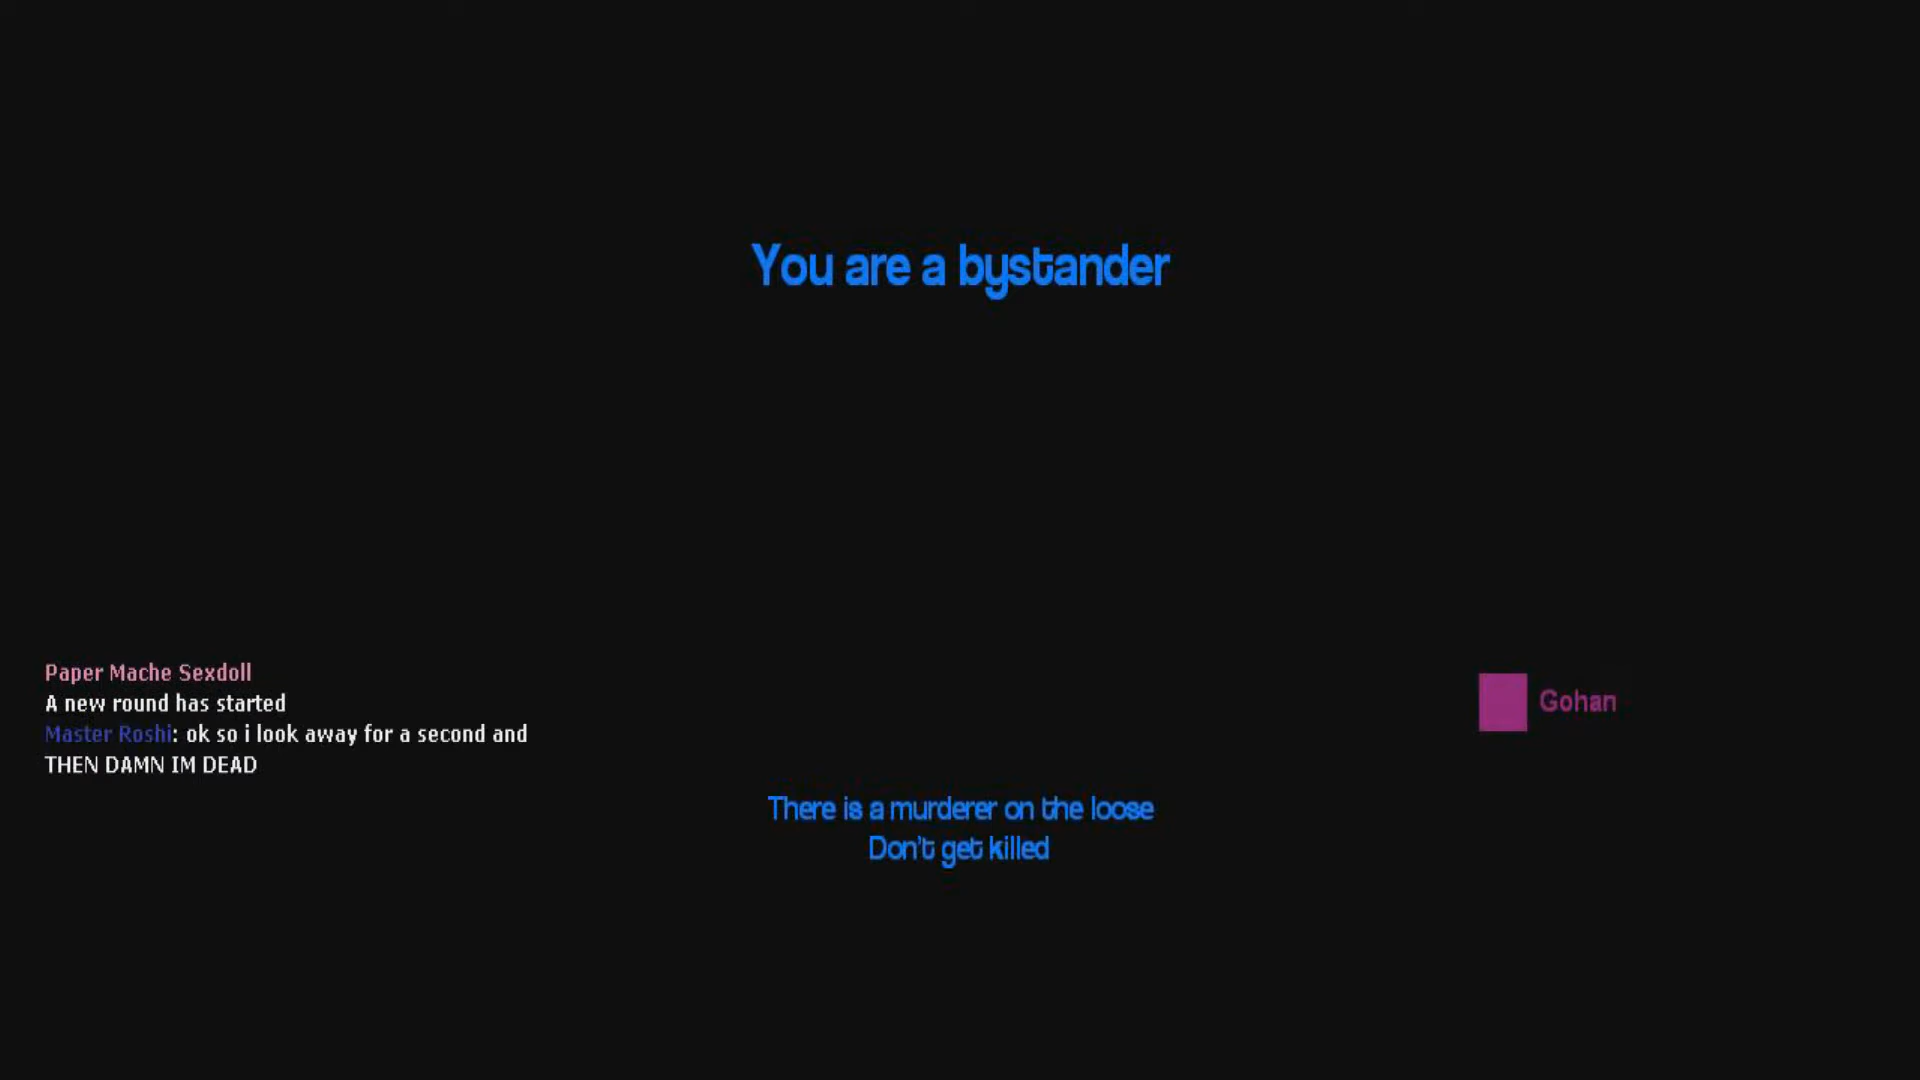 You are a bystander
Paper Mache Sexdoll
A new round has started
Master Roshi: ok so i look away for a second and
THEN DAMN IM DEAD
Gohan
There is a murderer on the loose
Don't get killed